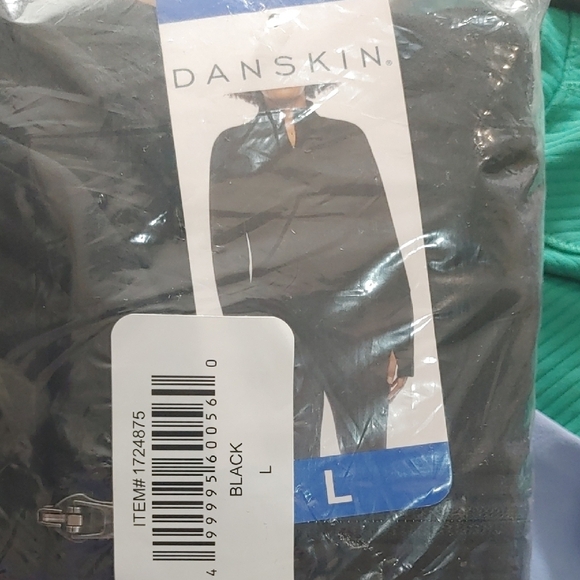 DANSKIN®
ITEM# 1724875
4 99995 60056 0
BLACK
L
L